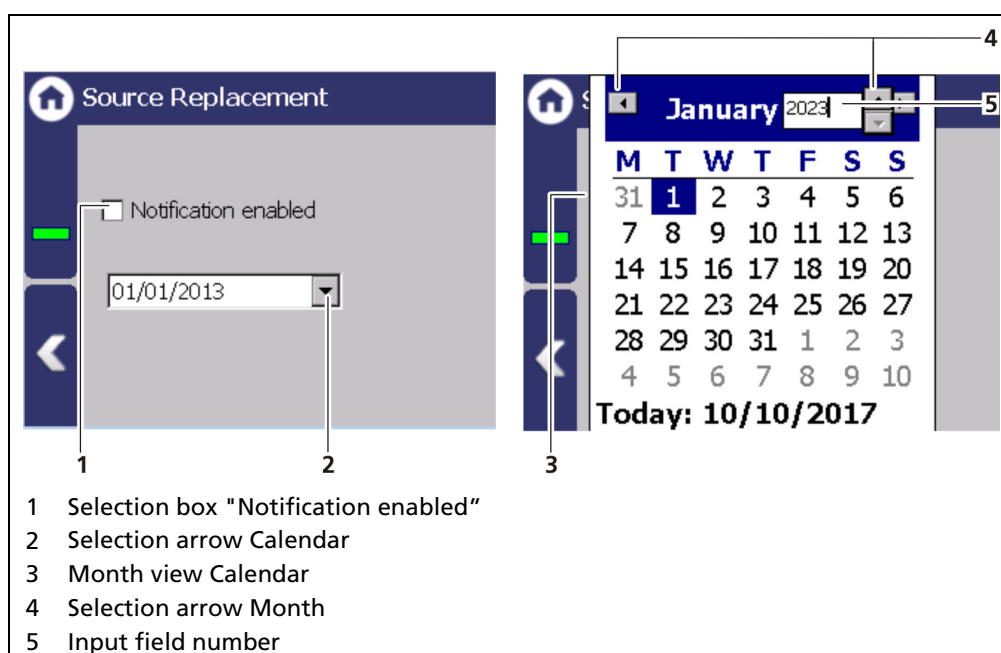 4
Source Replacement
January 2023
5
M T W T F S S
Notification enabled
31 1 2 3 4 5 6
7 8 9 10 11 12 13
01/01/2013
14 15 16 17 18 19 20
21 22 23 24 25 26 27
28 29 30 31 1 2 3
4 5 6 7 8 9 10
Today: 10/10/2017
1 2 3
1 Selection box "Notification enabled"
2 Selection arrow Calendar
3 Month view Calendar
4 Selection arrow Month
5 Input field number